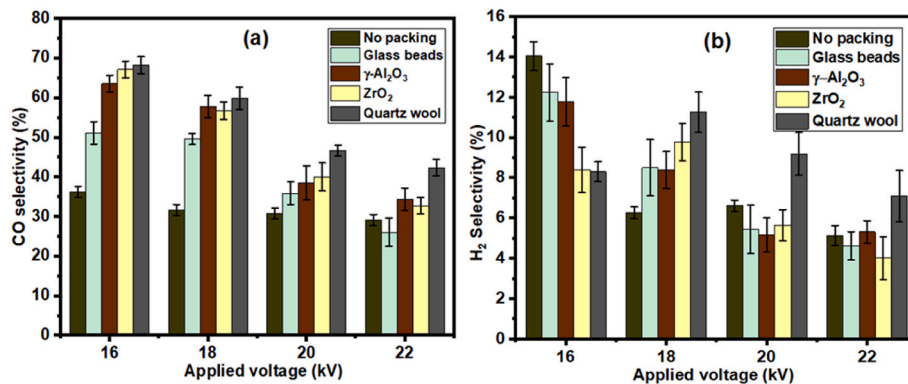 (a)
No packing
Glass beads
γ-Al2O3
ZrO2
Quartz wool
CO selectivity (%)
80
70
60
50
40
30
20
10
0
16 18 20 22
Applied voltage (kV)
(b)
No packing
Glass beads
γ–Al2O3
ZrO2
Quartz wool
H2 Selectivity (%)
16
14
12
10
8
6
4
2
0
16 18 20 22
Applied voltage (kV)